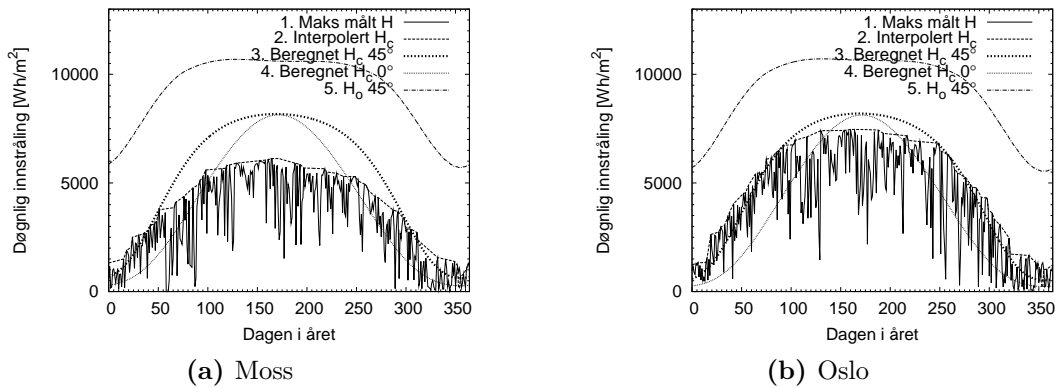 Døgnlig innstråling [Wh/m²]
10000
5000
0
1. Maks målt H
2. Interpolert H_c
3. Beregnet H_c 45°
4. Beregnet H_c 0°
5. H_o 45°
0 50 100 150 200 250 300 350
Dagen i året
(a) Moss
Døgnlig innstråling [Wh/m²]
10000
5000
0
1. Maks målt H
2. Interpolert H_c
3. Beregnet H_c 45°
4. Beregnet H_c 0°
5. H_o 45°
0 50 100 150 200 250 300 350
Dagen i året
(b) Oslo